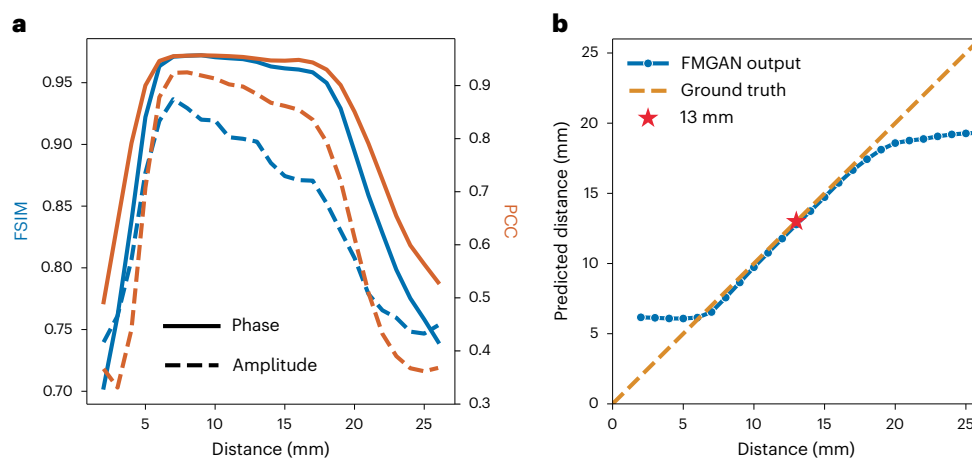 a
0.95
0.90
0.85
0.80
0.75
0.70
FSIM
0.9
0.8
0.7
0.6
0.5
0.4
0.3
PCC
Phase
Amplitude
5
10
15
20
25
Distance (mm)
b
25
20
15
10
5
0
Predicted distance (mm)
FMGAN output
Ground truth
13 mm
0
5
10
15
20
25
Distance (mm)